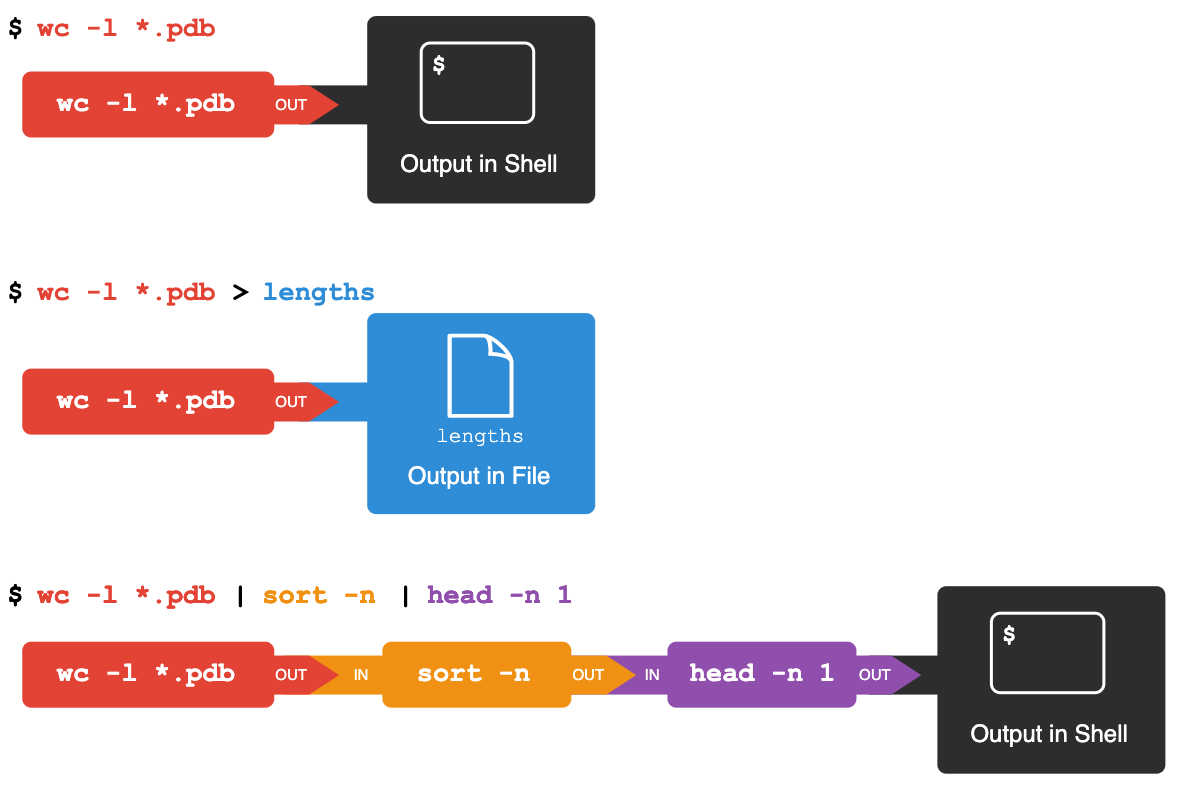 $ wc -l *.pdb
wc -l *.pdb OUT
$
Output in Shell
$ wc -l *.pdb > lengths
wc -l *.pdb OUT
lengths
Output in File
$ wc -l *.pdb | sort -n | head -n 1
wc -l *.pdb OUT IN sort -n OUT IN head -n 1 OUT
$
Output in Shell